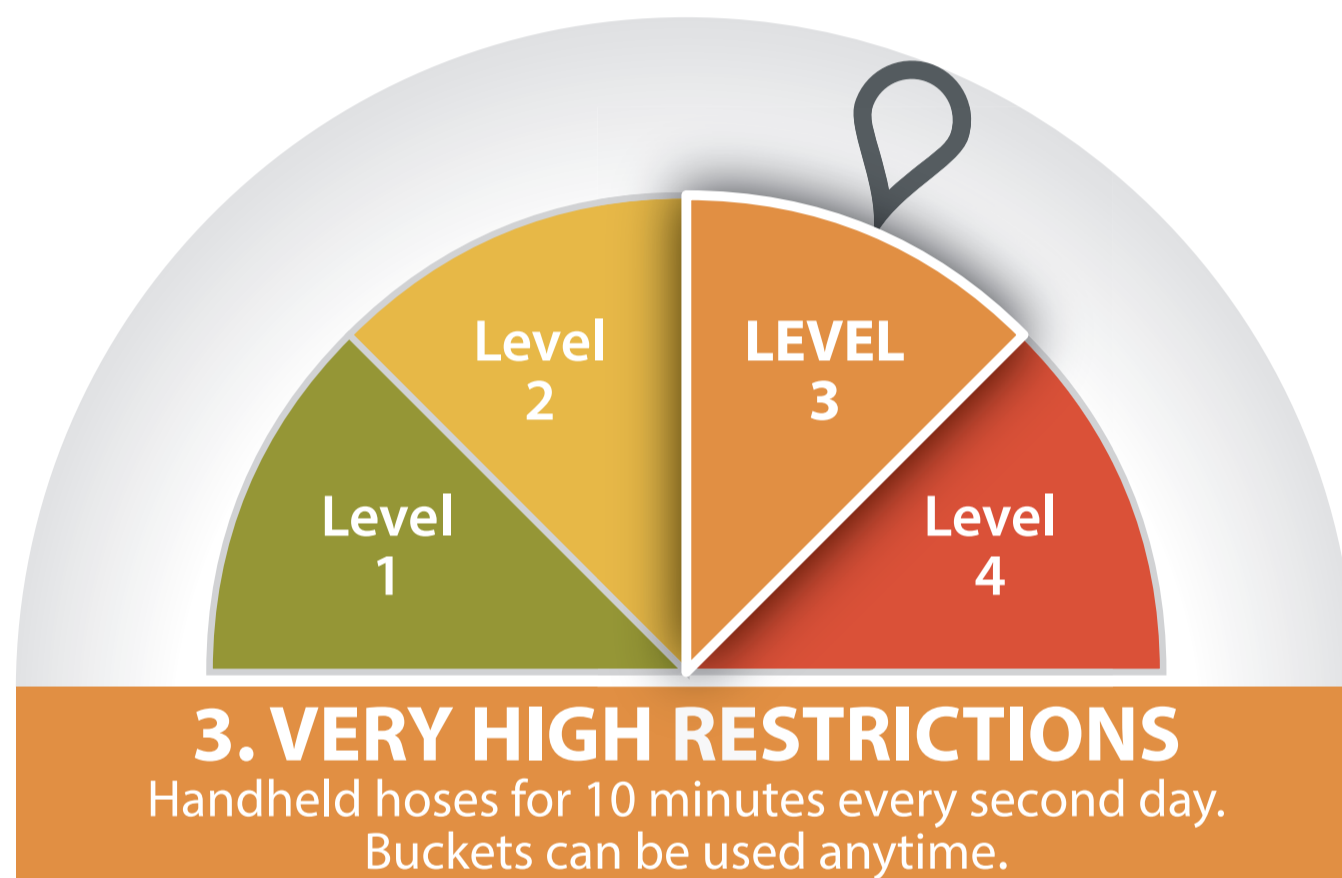 Level
2
LEVEL
3
Level
1
Level
4
3. VERY HIGH RESTRICTIONS
Handheld hoses for 10 minutes every second day.
Buckets can be used anytime.